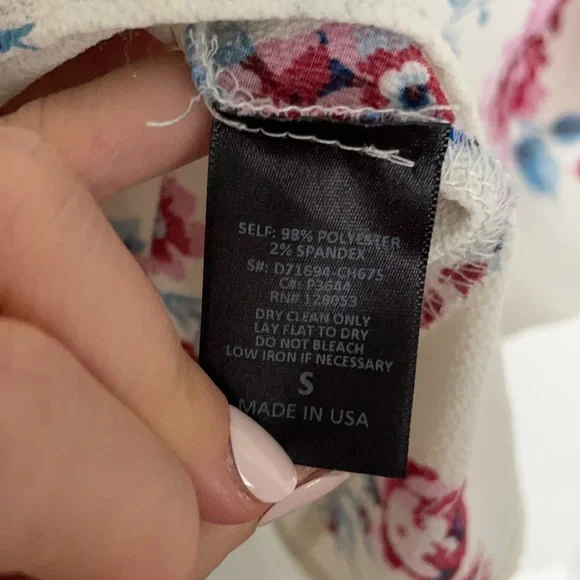 SELF: 98% POLYESTER
2% SPANDEX
S#: D71694-CH675
C#: P3644
RN# 128053
DRY CLEAN ONLY
LAY FLAT TO DRY
DO NOT BLEACH
LOW IRON IF NECESSARY
S
MADE IN USA